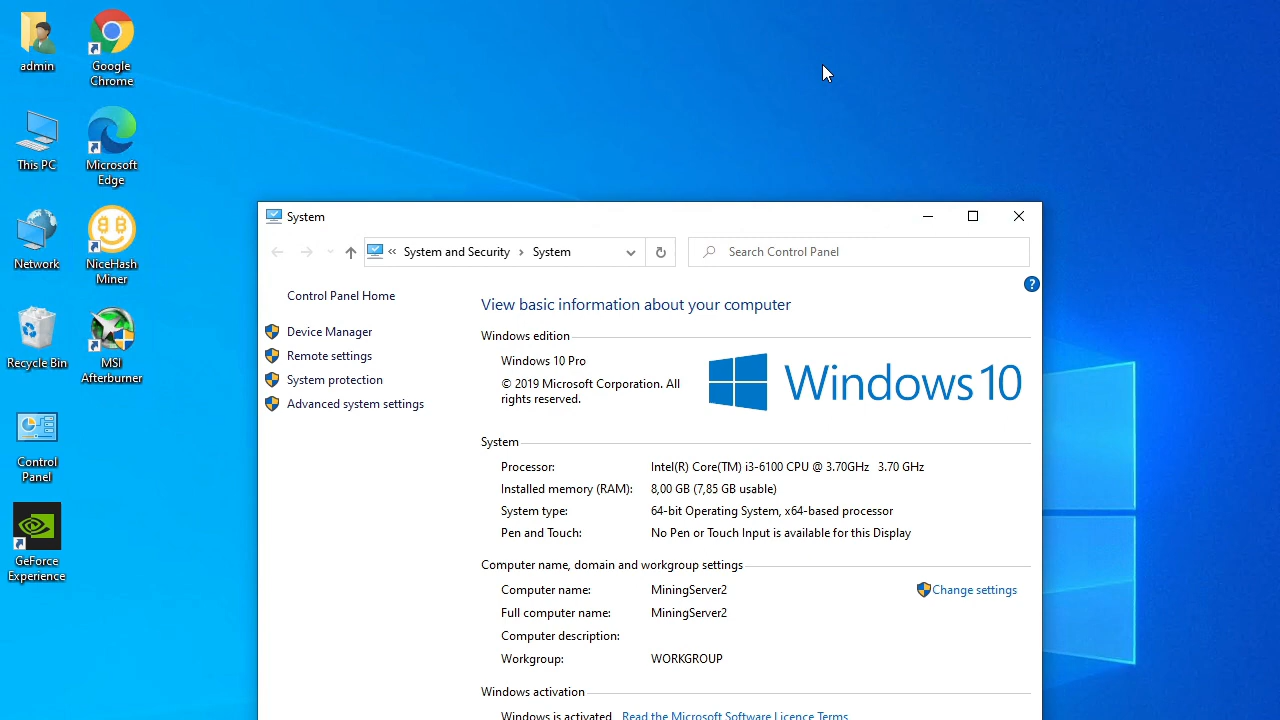 admin
Google
Chrome
This PC
Microsoft
Edge
Network
NiceHash
Miner
Recycle Bin
MSI
Afterburner
Control
Panel
GeForce
Experience
System
« System and Security › System
Search Control Panel
?
Control Panel Home
Device Manager
Remote settings
System protection
Advanced system settings
View basic information about your computer
Windows edition
Windows 10 Pro
© 2019 Microsoft Corporation. All
rights reserved.
Windows 10
System
Processor: Intel(R) Core(TM) i3-6100 CPU @ 3.70GHz 3.70 GHz
Installed memory (RAM): 8,00 GB (7,85 GB usable)
System type: 64-bit Operating System, x64-based processor
Pen and Touch: No Pen or Touch Input is available for this Display
Computer name, domain and workgroup settings
Computer name: MiningServer2
Change settings
Full computer name: MiningServer2
Computer description:
Workgroup: WORKGROUP
Windows activation
Windows is activated Read the Microsoft Software Licence Terms